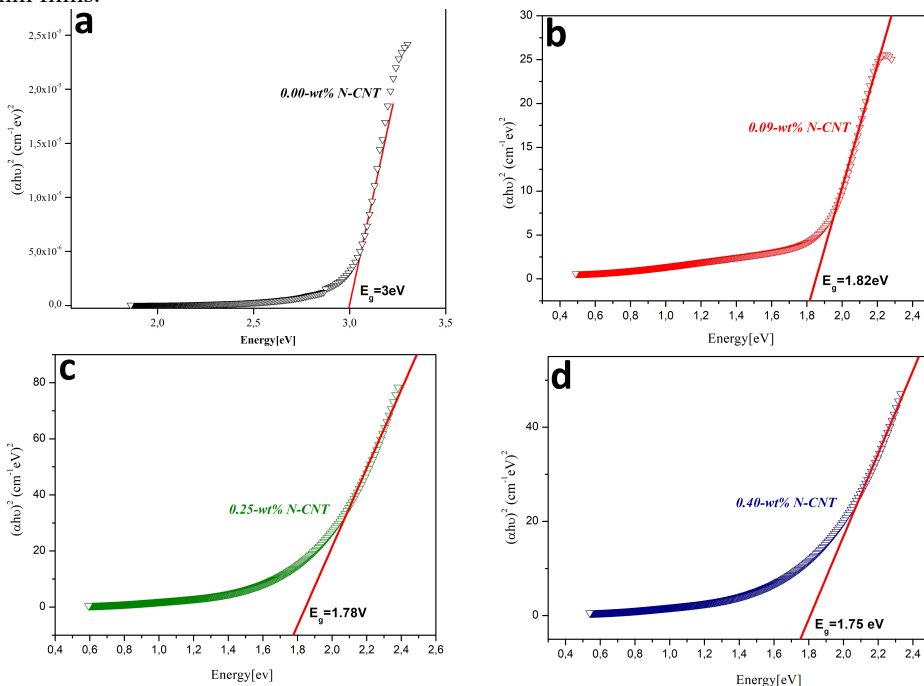 a
2,5x10⁻⁵
2,0x10⁻⁵
1,5x10⁻⁵
1,0x10⁻⁵
5,0x10⁻⁶
0,0
(αhυ)² (cm⁻¹ev)²
0.00-wt% N-CNT
E_g=3eV
2,0 2,5 3,0 3,5
Energy[eV]
b
30
25
20
15
10
5
0
(αhυ)² (cm⁻¹eV)²
0.09-wt% N-CNT
E_g=1.82eV
0,4 0,6 0,8 1,0 1,2 1,4 1,6 1,8 2,0 2,2 2,4
Energy[eV]
c
80
60
40
20
0
(αhυ)² (cm⁻¹eV)²
0.25-wt% N-CNT
E_g=1.78V
0,4 0,6 0,8 1,0 1,2 1,4 1,6 1,8 2,0 2,2 2,4 2,6
Energy[eV]
d
40
20
0
(αhυ)² (cm⁻¹eV)²
0.40-wt% N-CNT
E_g=1.75 eV
0,4 0,6 0,8 1,0 1,2 1,4 1,6 1,8 2,0 2,2 2,4
Energy[eV]